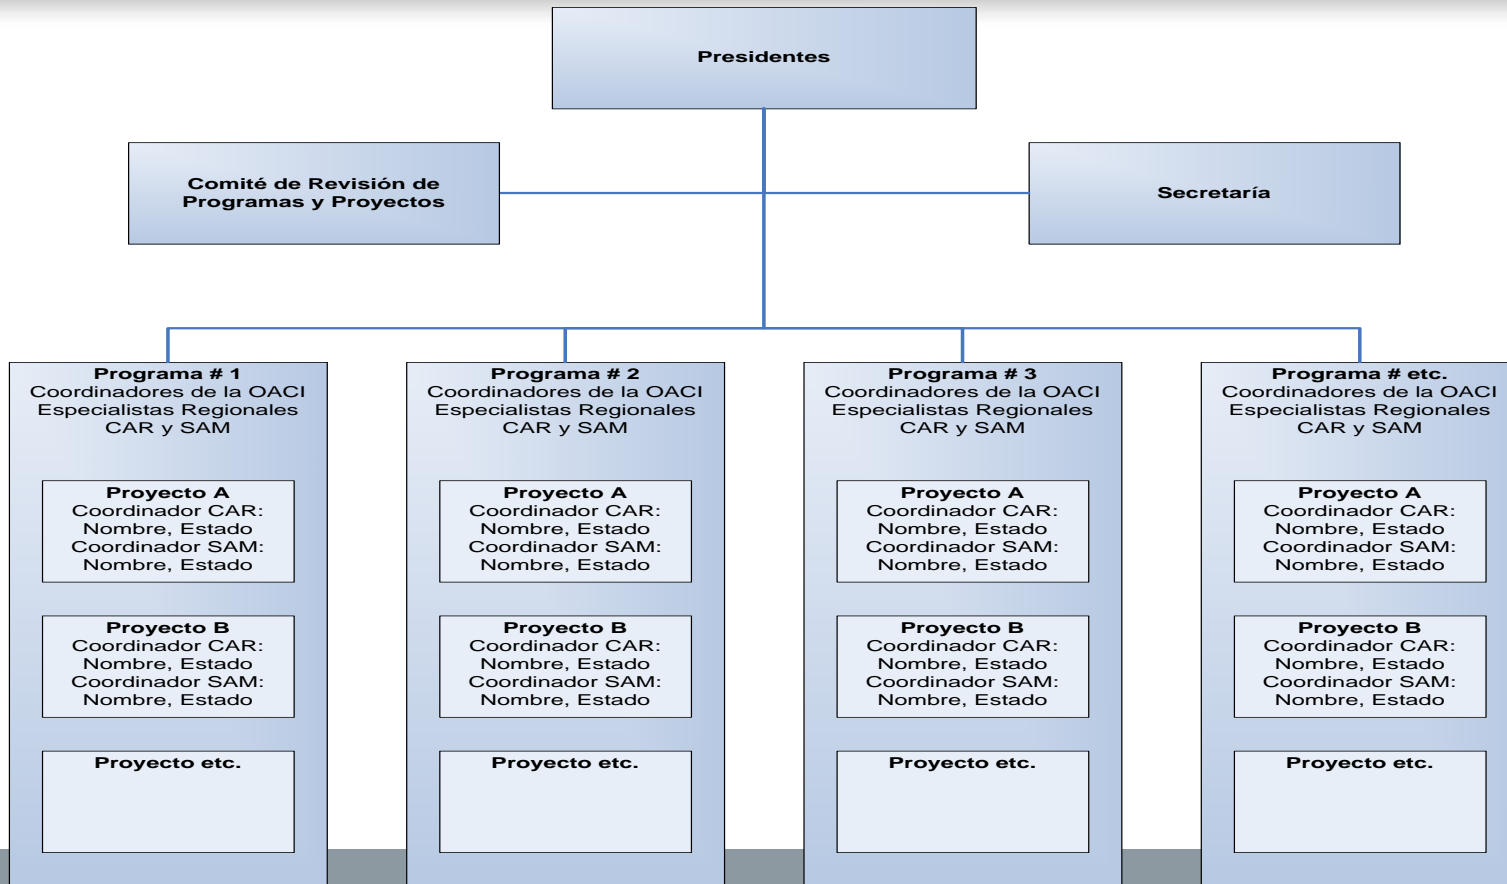 Presidentes
Comité de Revisión de
Programas y Proyectos
Secretaría
Programa # 1
Coordinadores de la OACI
Especialistas Regionales
CAR y SAM
Proyecto A
Coordinador CAR:
Nombre, Estado
Coordinador SAM:
Nombre, Estado
Proyecto B
Coordinador CAR:
Nombre, Estado
Coordinador SAM:
Nombre, Estado
Proyecto etc.
Programa # 2
Coordinadores de la OACI
Especialistas Regionales
CAR y SAM
Proyecto A
Coordinador CAR:
Nombre, Estado
Coordinador SAM:
Nombre, Estado
Proyecto B
Coordinador CAR:
Nombre, Estado
Coordinador SAM:
Nombre, Estado
Proyecto etc.
Programa # 3
Coordinadores de la OACI
Especialistas Regionales
CAR y SAM
Proyecto A
Coordinador CAR:
Nombre, Estado
Coordinador SAM:
Nombre, Estado
Proyecto B
Coordinador CAR:
Nombre, Estado
Coordinador SAM:
Nombre, Estado
Proyecto etc.
Programa # etc.
Coordinadores de la OACI
Especialistas Regionales
CAR y SAM
Proyecto A
Coordinador CAR:
Nombre, Estado
Coordinador SAM:
Nombre, Estado
Proyecto B
Coordinador CAR:
Nombre, Estado
Coordinador SAM:
Nombre, Estado
Proyecto etc.